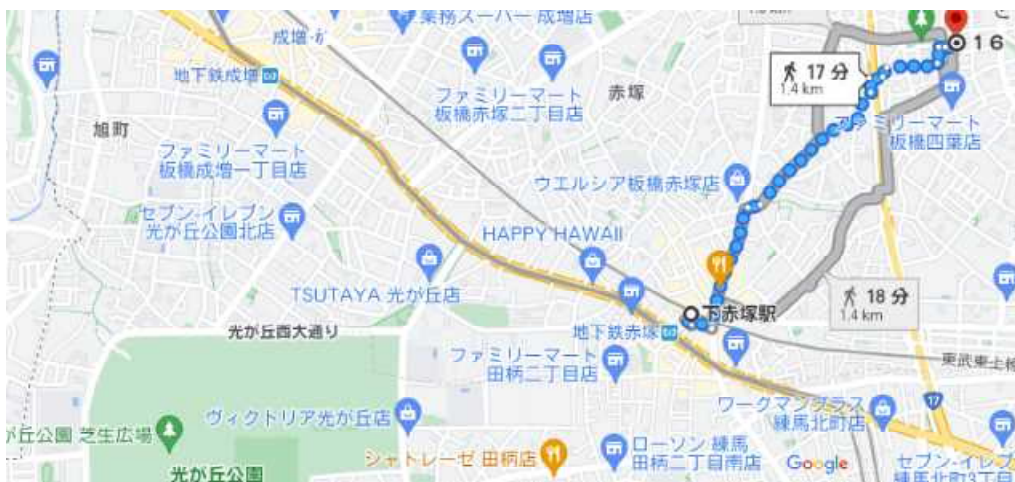 業務スーパー 成増店
成増
地下鉄成増
旭町
ファミリーマート
板橋成増一丁目店
ファミリーマート
板橋赤塚二丁目店
赤塚
17 分
1.4 km
16
ファミリーマート
板橋四葉店
ウエルシア板橋赤塚店
セブン-イレブン
光が丘公園北店
HAPPY HAWAII
TSUTAYA 光が丘店
下赤塚駅
18 分
1.4 km
光が丘西大通り
地下鉄赤塚
ファミリーマート
田柄二丁目店
東武東上線
ヴィクトリア光が丘店
ワークマンプラス
練馬北町店
17
が丘公園 芝生広場
光が丘公園
シャトレーゼ 田柄店
ローソン 練馬
田柄二丁目南店
Google
セブン-イレブン
練馬北町3丁目